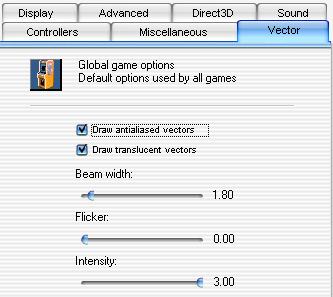 Display Advanced Direct3D Sound
Controllers Miscellaneous Vector
Global game options
Default options used by all games
Draw antialiased vectors
Draw translucent vectors
Beam width:
1.80
Flicker:
0.00
Intensity:
3.00